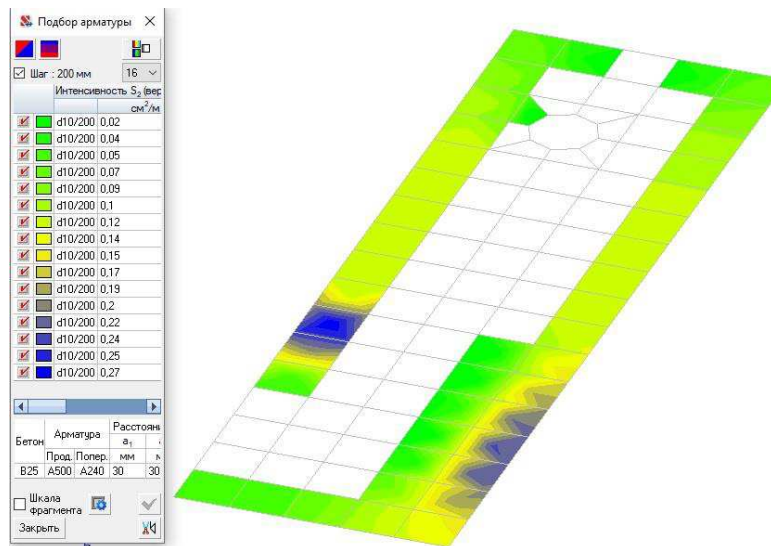 Подбор арматуры
Шаг : 200 мм 16
Интенсивность S2 (вер
см2/м
d10/200 0,02
d10/200 0,04
d10/200 0,05
d10/200 0,07
d10/200 0,09
d10/200 0,1
d10/200 0,12
d10/200 0,14
d10/200 0,15
d10/200 0,17
d10/200 0,19
d10/200 0,2
d10/200 0,22
d10/200 0,24
d10/200 0,25
d10/200 0,27
Бетон Арматура Расстояни
Прод. Попер. a1
мм
B25 A500 A240 30 30
Шкала
фрагмента
Закрыть